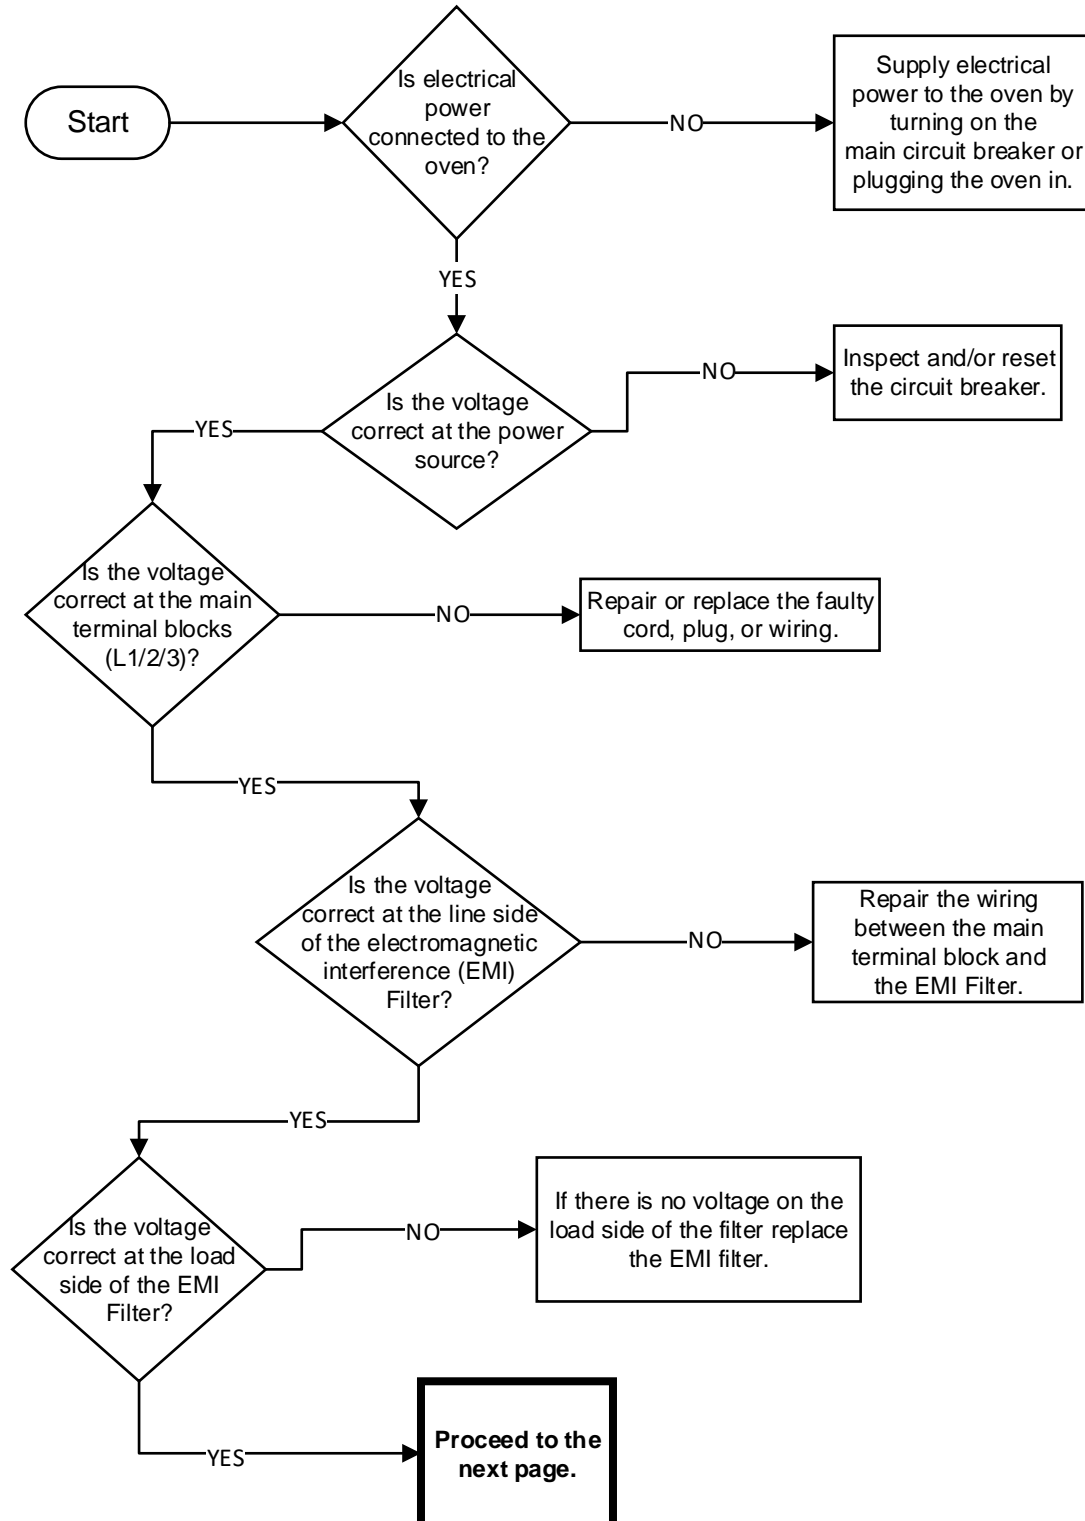 Start
Is electrical
power
connected to the
oven?
NO
Supply electrical
power to the oven by
turning on the
main circuit breaker or
plugging the oven in.
YES
Is the voltage
correct at the power
source?
NO
Inspect and/or reset
the circuit breaker.
YES
Is the voltage
correct at the main
terminal blocks
(L1/2/3)?
NO
Repair or replace the faulty
cord, plug, or wiring.
YES
Is the voltage
correct at the line side
of the electromagnetic
interference (EMI)
Filter?
NO
Repair the wiring
between the main
terminal block and
the EMI Filter.
YES
Is the voltage
correct at the load
side of the EMI
Filter?
NO
If there is no voltage on the
load side of the filter replace
the EMI filter.
YES
Proceed to the
next page.